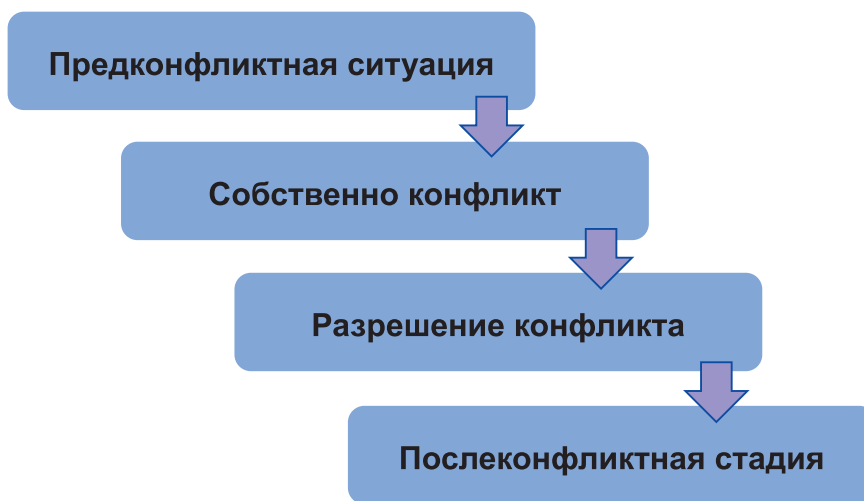 Предконфликтная ситуация
Собственно конфликт
Разрешение конфликта
Послеконфликтная стадия